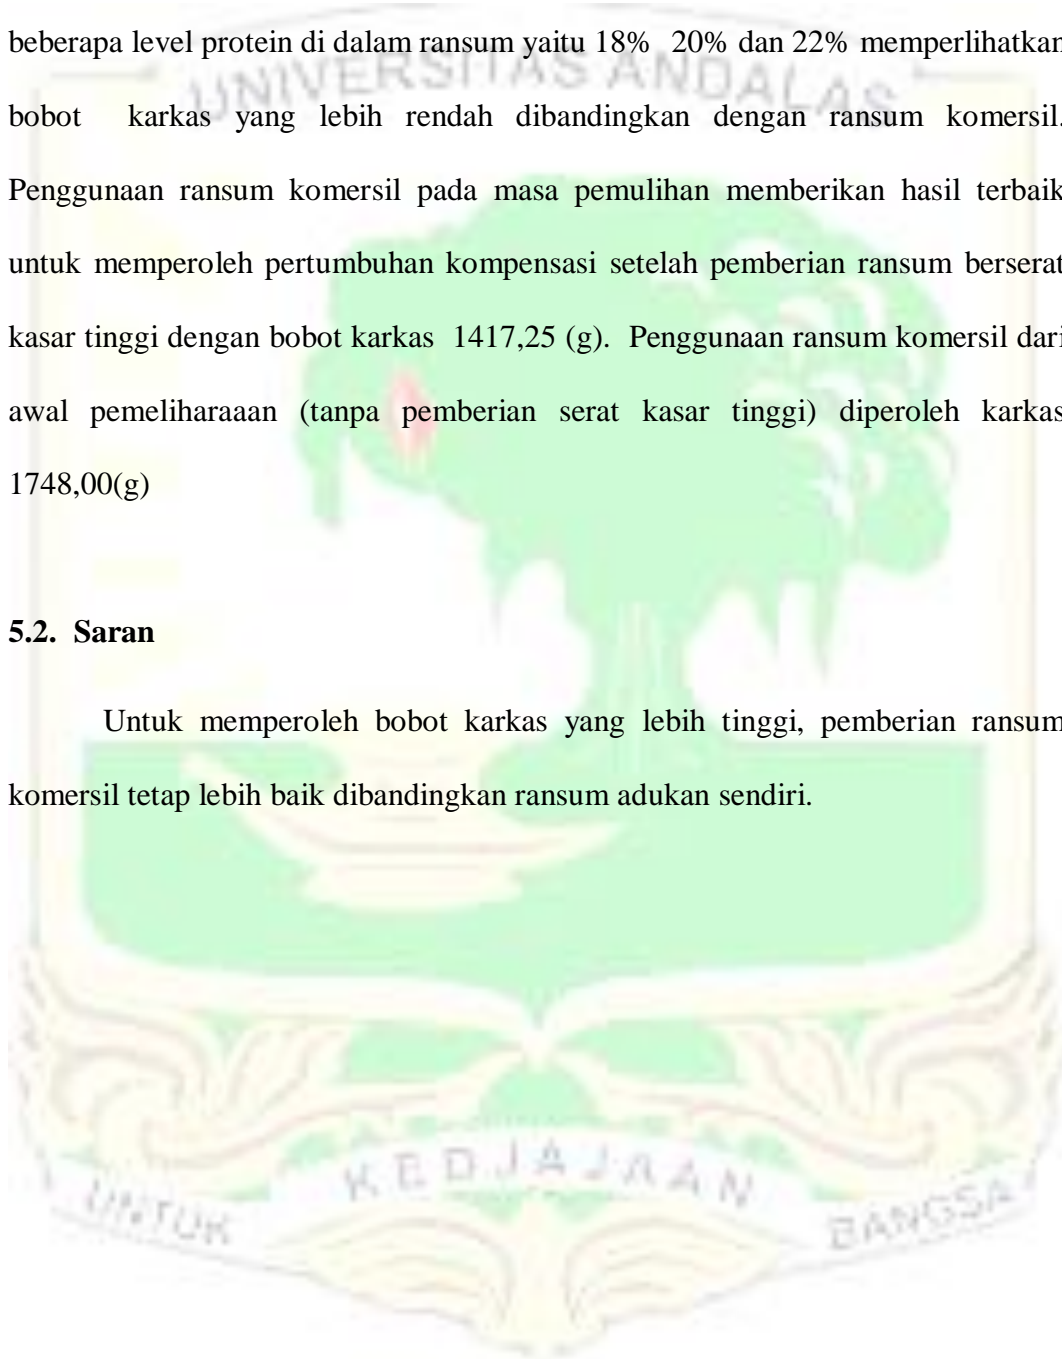 beberapa level protein di dalam ransum yaitu 18%  20% dan 22% memperlihatkan
UNIVERSITAS ANDALAS
bobot  karkas yang lebih rendah dibandingkan dengan ransum komersil.
Penggunaan ransum komersil pada masa pemulihan memberikan hasil terbaik
untuk memperoleh pertumbuhan kompensasi setelah pemberian ransum berserat
kasar tinggi dengan bobot karkas  1417,25 (g).  Penggunaan ransum komersil dari
awal pemeliharaaan (tanpa pemberian serat kasar tinggi) diperoleh karkas
1748,00(g)
5.2.  Saran
Untuk memperoleh bobot karkas yang lebih tinggi, pemberian ransum
komersil tetap lebih baik dibandingkan ransum adukan sendiri.
UNTUK KEDJAJAAN BANGSA